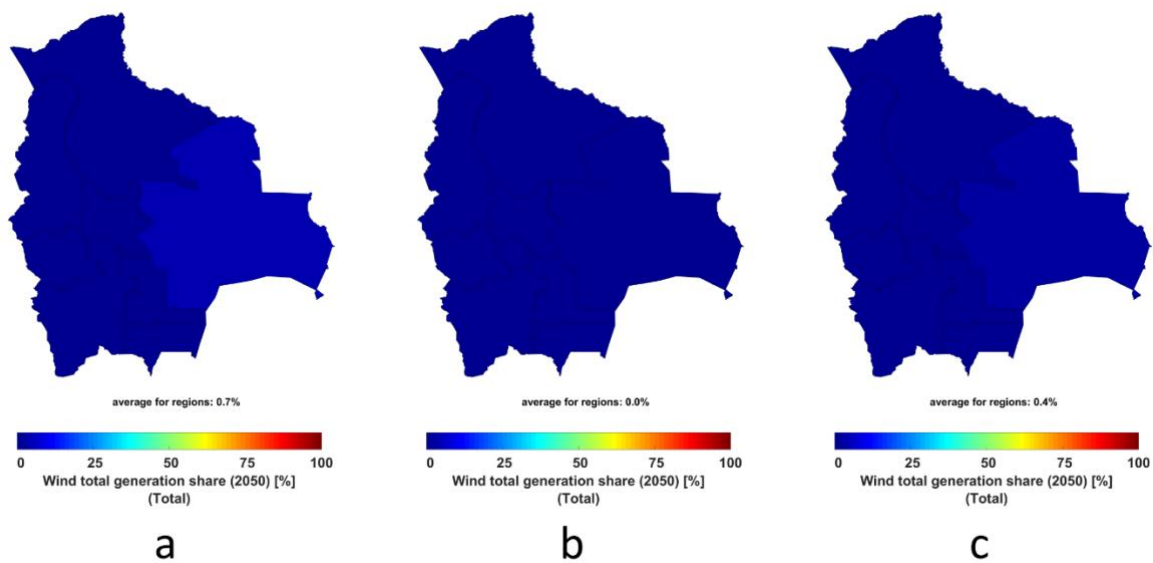 average for regions: 0.7%
0 25 50 75 100
Wind total generation share (2050) [%]
(Total)
a
average for regions: 0.0%
0 25 50 75 100
Wind total generation share (2050) [%]
(Total)
b
average for regions: 0.4%
0 25 50 75 100
Wind total generation share (2050) [%]
(Total)
c